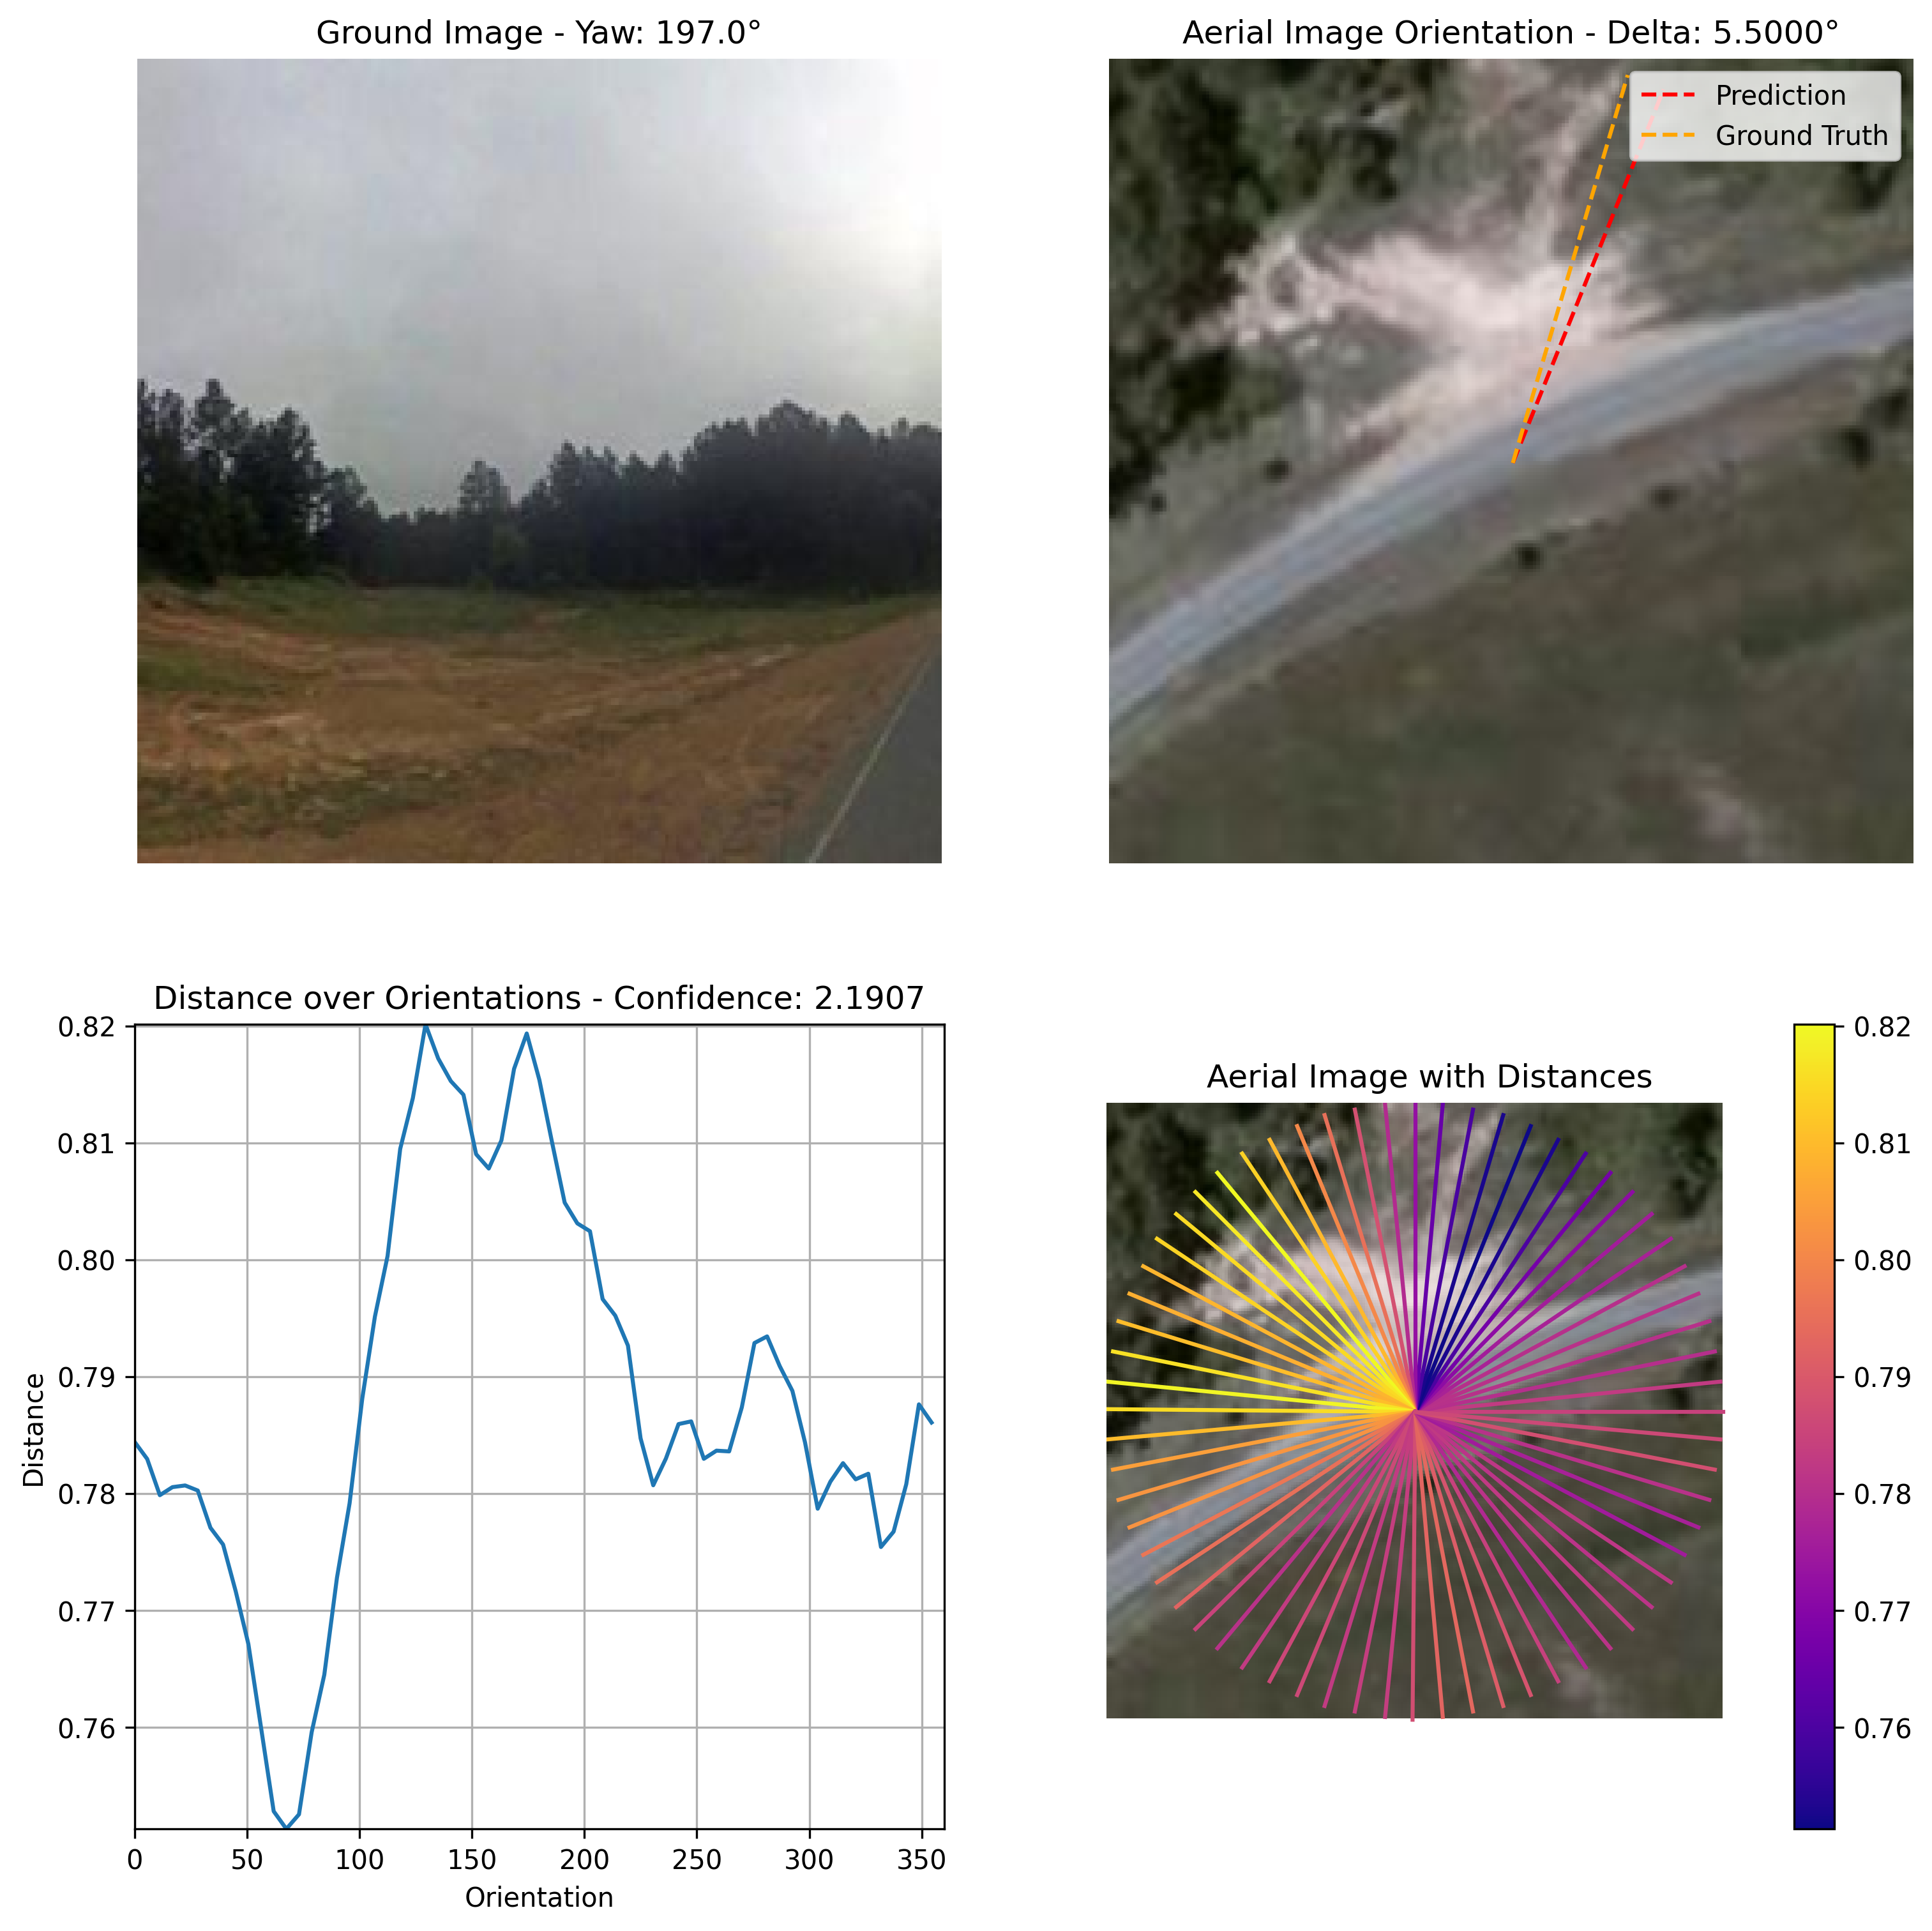 Ground Image - Yaw: 197.0°
Aerial Image Orientation - Delta: 5.5000°
Prediction
Ground Truth
Distance over Orientations - Confidence: 2.1907
0.82
0.81
0.80
0.79
0.78
0.77
0.76
Distance
0
50
100
150
200
250
300
350
Orientation
Aerial Image with Distances
0.82
0.81
0.80
0.79
0.78
0.77
0.76